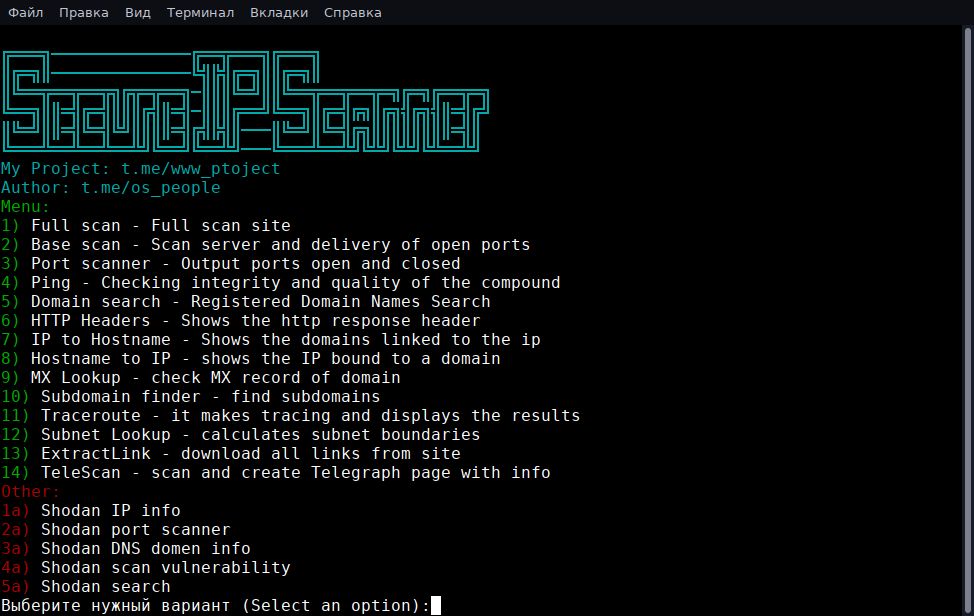 Файл Правка Вид Терминал Вкладки Справка
My Project: t.me/www_ptoject
Author: t.me/os_people
Menu:
1) Full scan - Full scan site
2) Base scan - Scan server and delivery of open ports
3) Port scanner - Output ports open and closed
4) Ping - Checking integrity and quality of the compound
5) Domain search - Registered Domain Names Search
6) HTTP Headers - Shows the http response header
7) IP to Hostname - Shows the domains linked to the ip
8) Hostname to IP - shows the IP bound to a domain
9) MX Lookup - check MX record of domain
10) Subdomain finder - find subdomains
11) Traceroute - it makes tracing and displays the results
12) Subnet Lookup - calculates subnet boundaries
13) ExtractLink - download all links from site
14) TeleScan - scan and create Telegraph page with info
Other:
1a) Shodan IP info
2a) Shodan port scanner
3a) Shodan DNS domen info
4a) Shodan scan vulnerability
5a) Shodan search
Выберите нужный вариант (Select an option):